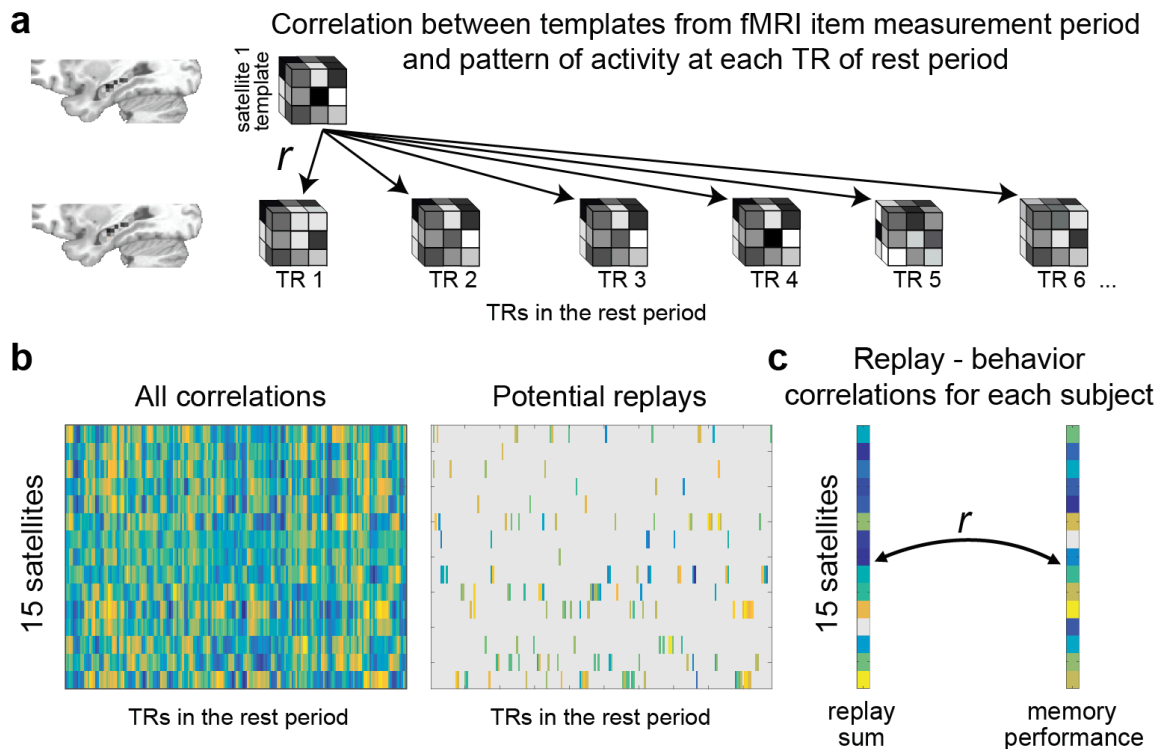 a
Correlation between templates from fMRI item measurement period
and pattern of activity at each TR of rest period
satellite 1
template
r
TR 1 TR 2 TR 3 TR 4 TR 5 TR 6 ...
TRs in the rest period
b
All correlations Potential replays
15 satellites
TRs in the rest period TRs in the rest period
c
Replay - behavior
correlations for each subject
15 satellites
r
replay
sum
memory
performance